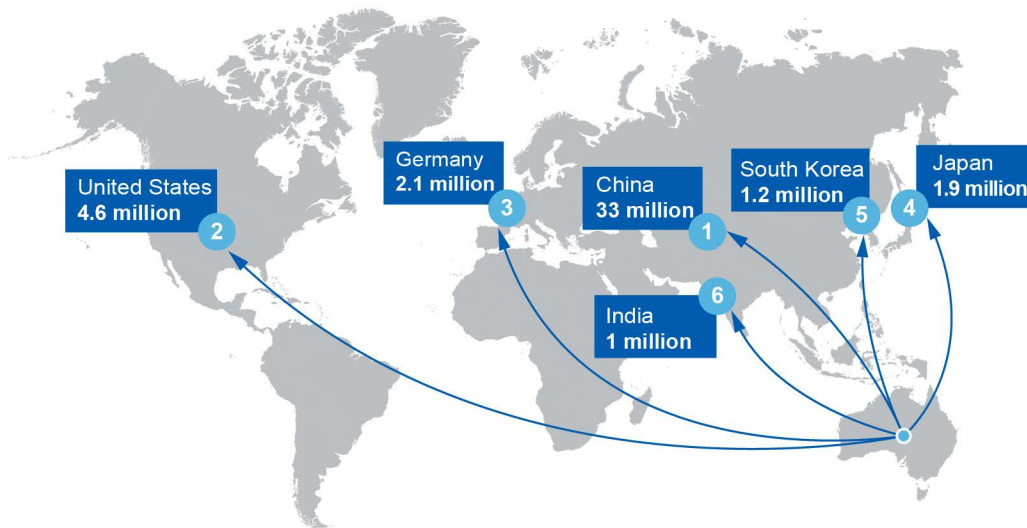 United States
4.6 million
2
Germany
2.1 million
3
China
33 million
1
South Korea
1.2 million
5
Japan
1.9 million
4
India
1 million
6